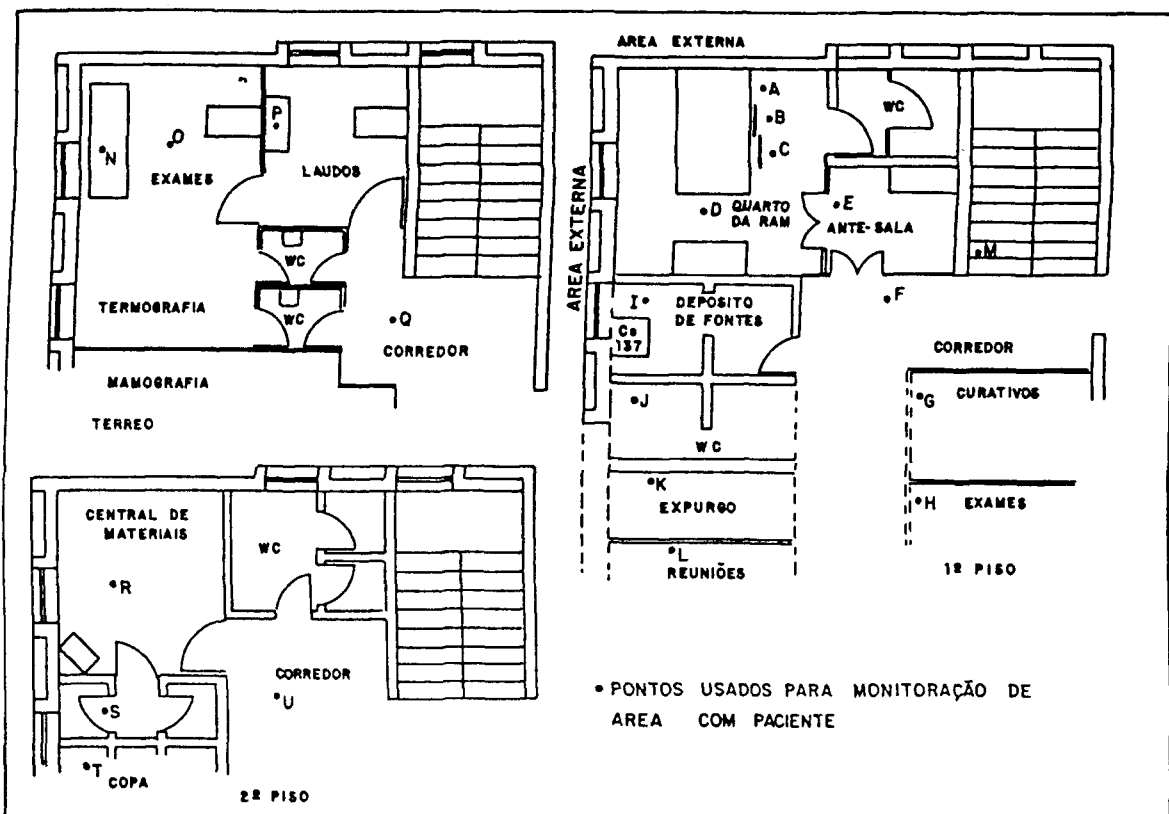 N
O
EXAMES
P
LAUDOS
WC
WC
TERMOGRAFIA
Q
CORREDOR
MAMOGRAFIA
TERREO
AREA EXTERNA
AREA EXTERNA
A
B
C
WC
D
QUARTO
DA RAM
E
ANTE-SALA
M
F
I
DEPOSITO
DE FONTES
Cs
137
CORREDOR
J
WC
G
CURATIVOS
K
EXPURGO
H
EXAMES
L
REUNIÕES
1º PISO
CENTRAL DE
MATERIAIS
WC
R
CORREDOR
U
S
T
COPA
2º PISO
• PONTOS USADOS PARA MONITORAÇÃO DE
AREA COM PACIENTE